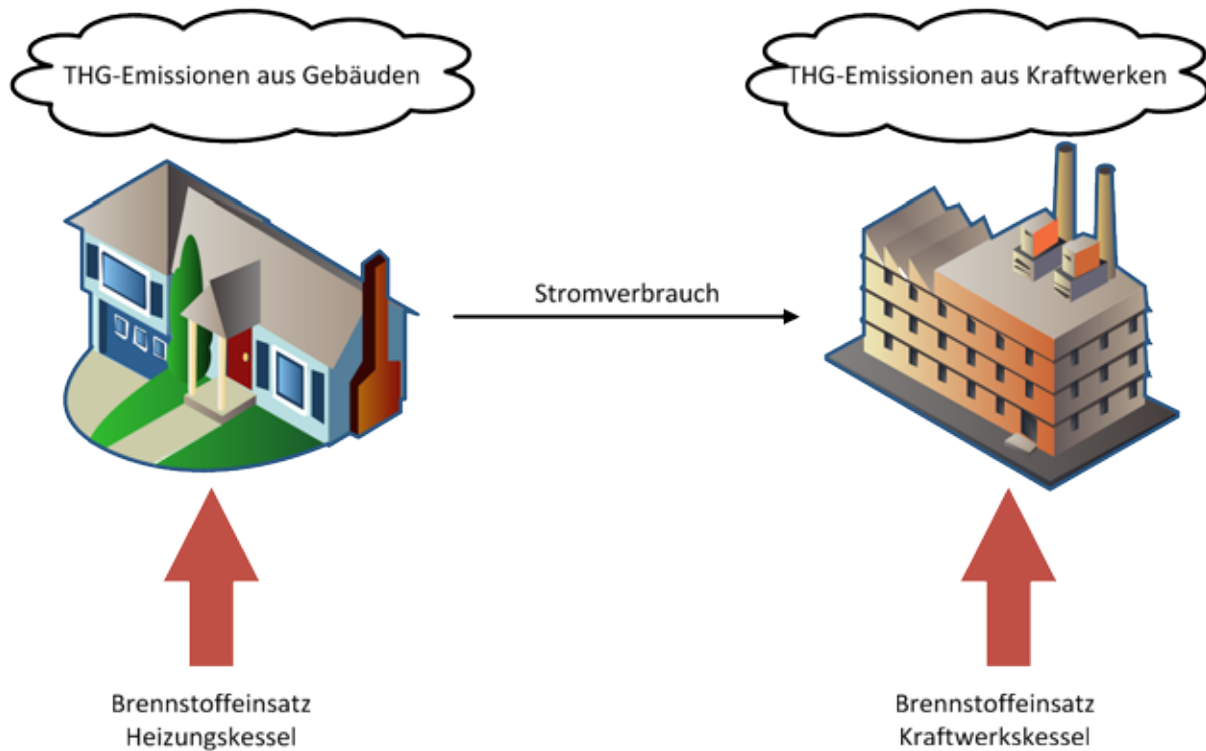 THG-Emissionen aus Gebäuden
THG-Emissionen aus Kraftwerken
Stromverbrauch
Brennstoffeinsatz
Heizungskessel
Brennstoffeinsatz
Kraftwerkskessel